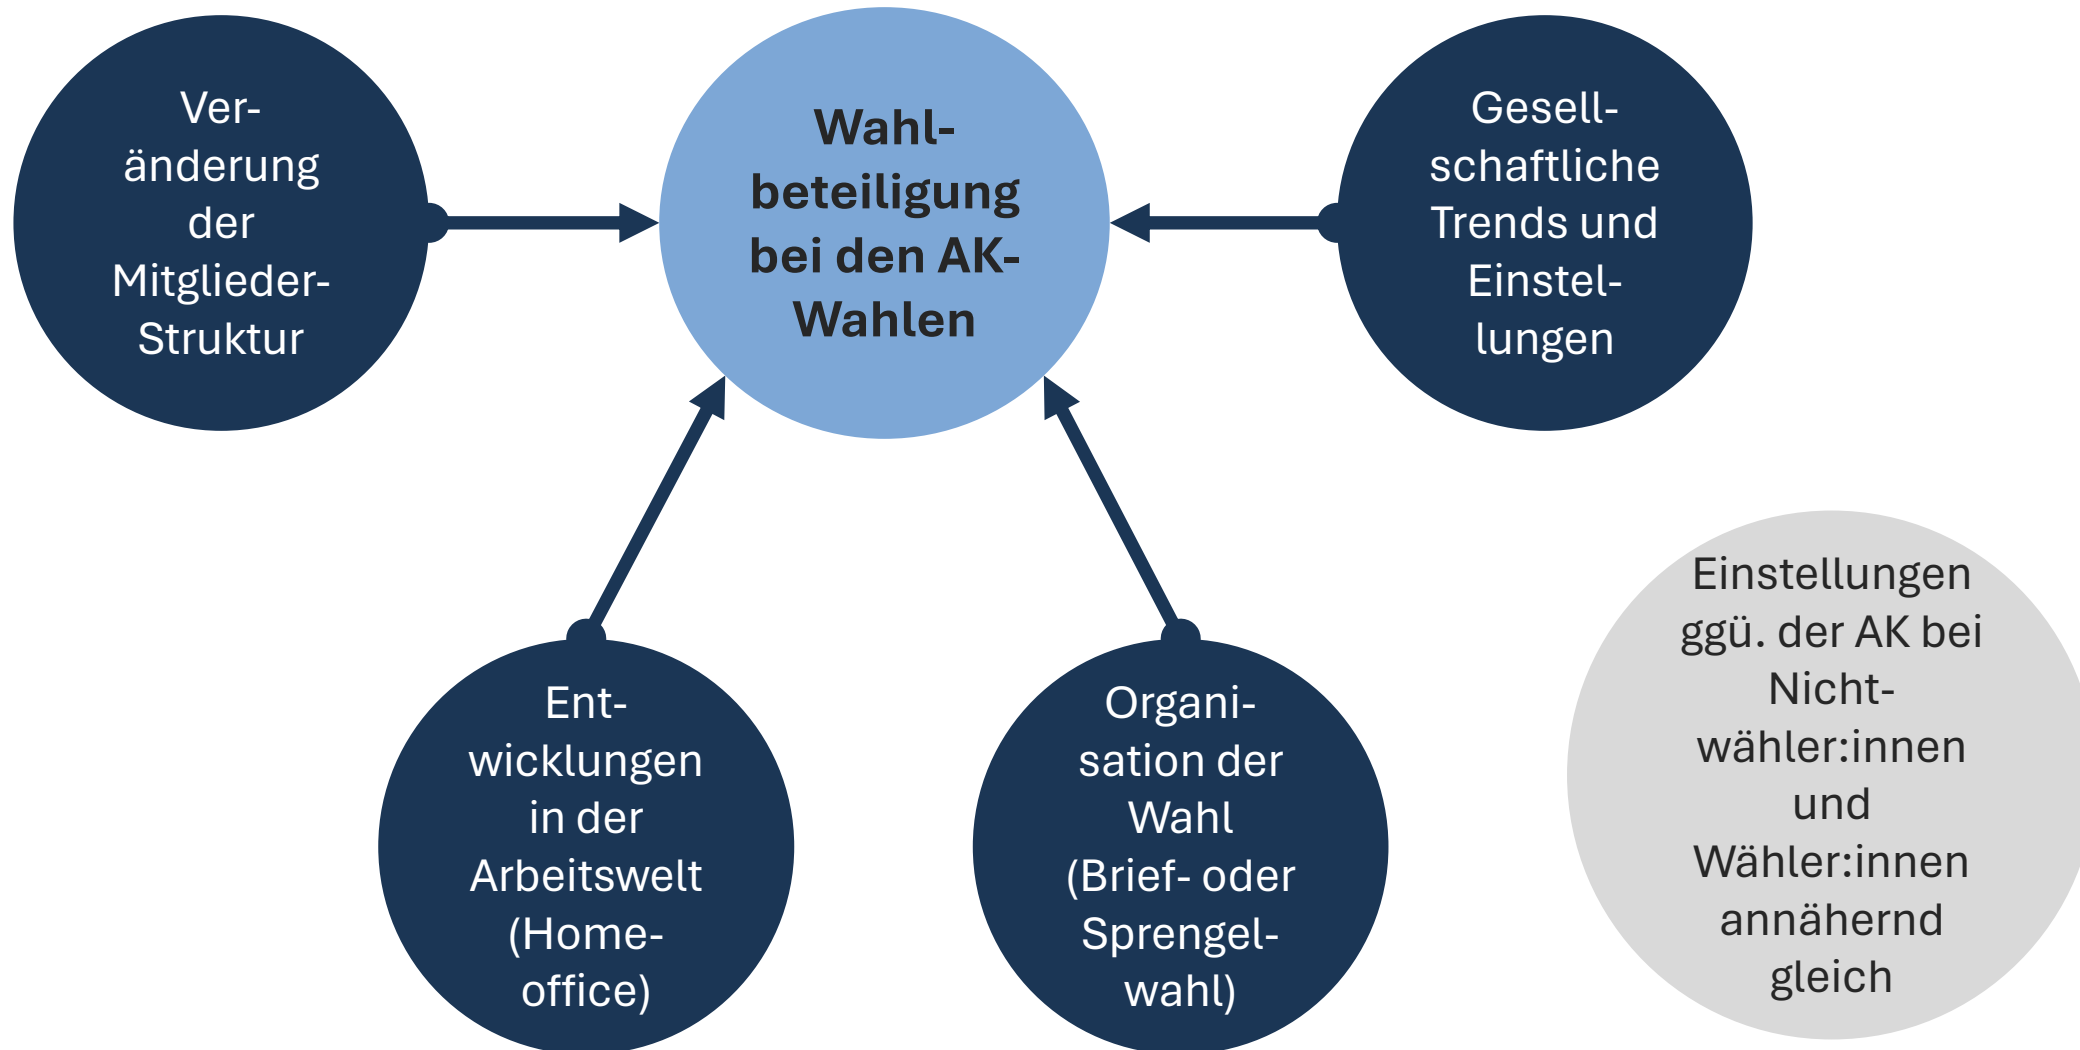 Ver-
änderung
der
Mitglieder-
Struktur
Wahl-
beteiligung
bei den AK-
Wahlen
Gesell-
schaftliche
Trends und
Einstel-
lungen
Ent-
wicklungen
in der
Arbeitswelt
(Home-
office)
Organi-
sation der
Wahl
(Brief- oder
Sprengel-
wahl)
Einstellungen
ggü. der AK bei
Nicht-
wähler:innen
und
Wähler:innen
annähernd
gleich